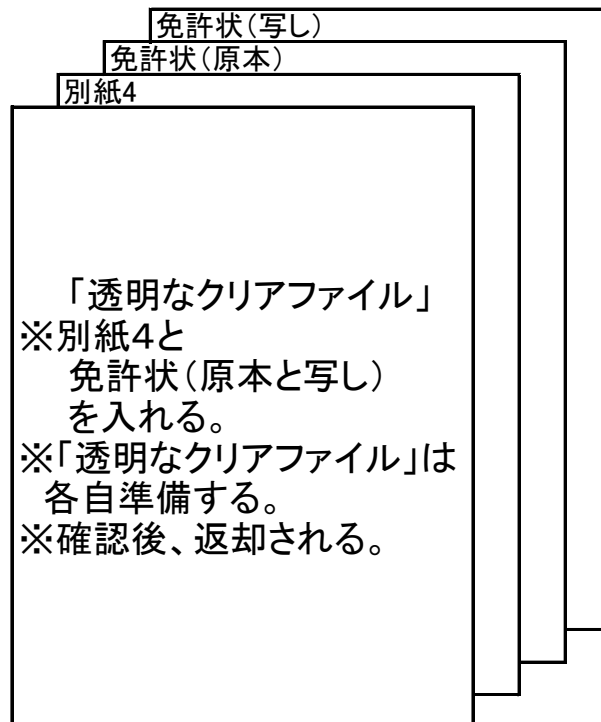 免許状（写し）
免許状（原本）
別紙4
「透明なクリアファイル」
※別紙４と
免許状（原本と写し）
を入れる。
※「透明なクリアファイル」は
各自準備する。
※確認後、返却される。